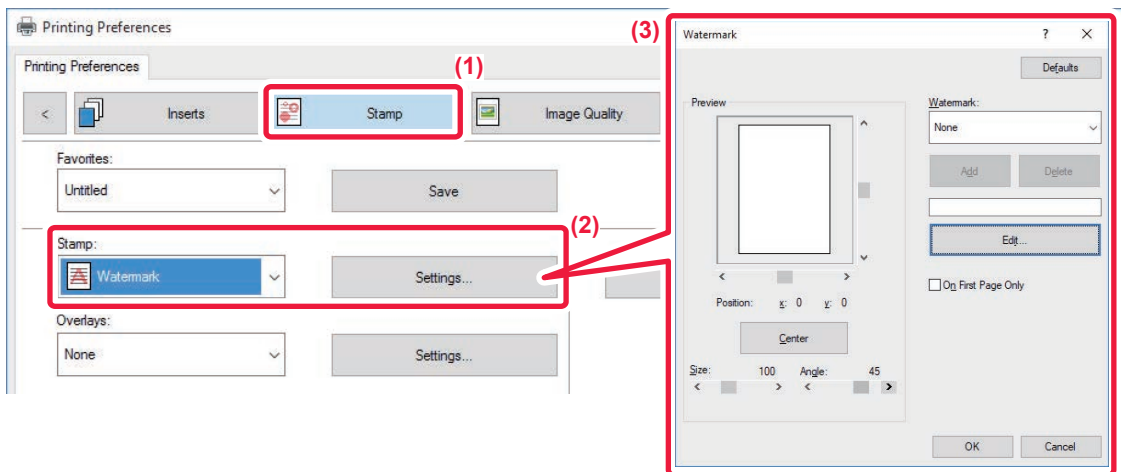 Printing Preferences
Printing Preferences
(1)
< Inserts Stamp Image Quality
Favorites:
Untitled Save
(2)
Stamp:
Watermark Settings...
Overlays:
None Settings...
(3)
Watermark ? ×
Defaults
Preview
Watermark:
None
Add Delete
Edit...
On First Page Only
Position: x: 0 y: 0
Center
Size: 100 Angle: 45
< > < >
OK Cancel